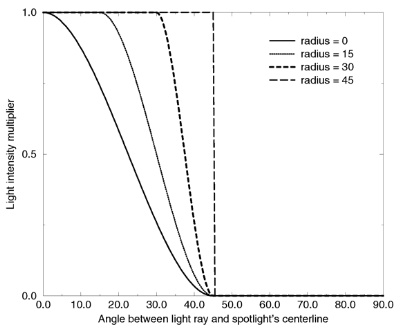 1.0
radius = 0
radius = 15
radius = 30
radius = 45
Light intensity multiplier
0.5
0.0
0.0 10.0 20.0 30.0 40.0 50.0 60.0 70.0 80.0 90.0
Angle between light ray and spotlight's centerline